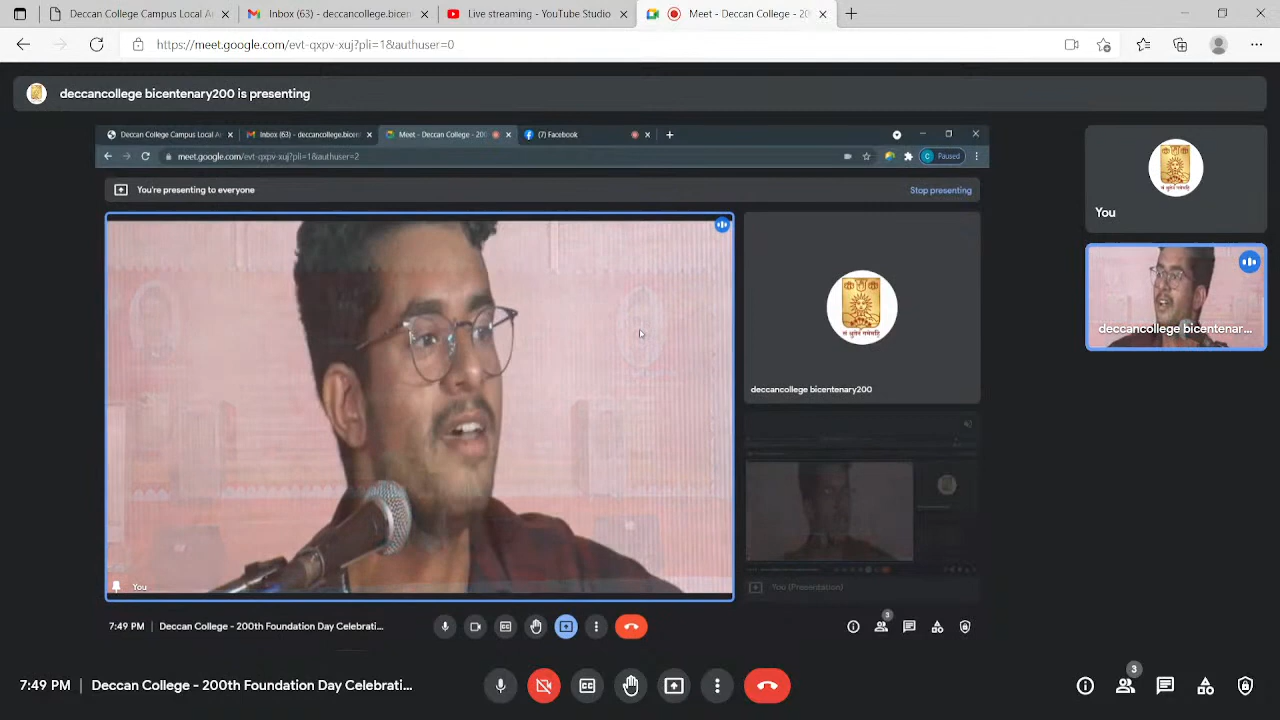 Deccan College Campus Local Ar
Inbox (63) - deccancollege.bicen
Live streaming - YouTube Studio
Meet - Deccan College - 20
https://meet.google.com/evt-qxpv-xuj?pli=1&authuser=0
deccancollege bicentenary200 is presenting
Deccan College Campus Local Ar
Inbox (63) - deccancollege.bicen
Meet - Deccan College - 200
(7) Facebook
meet.google.com/evt-qxpv-xuj?pli=1&authuser=2
C Paused
You're presenting to everyone
Stop presenting
You
deccancollege bicentenar...
deccancollege bicentenary200
You
You (Presentation)
7:49 PM | Deccan College - 200th Foundation Day Celebrati...
3
7:49 PM | Deccan College - 200th Foundation Day Celebrati...
3